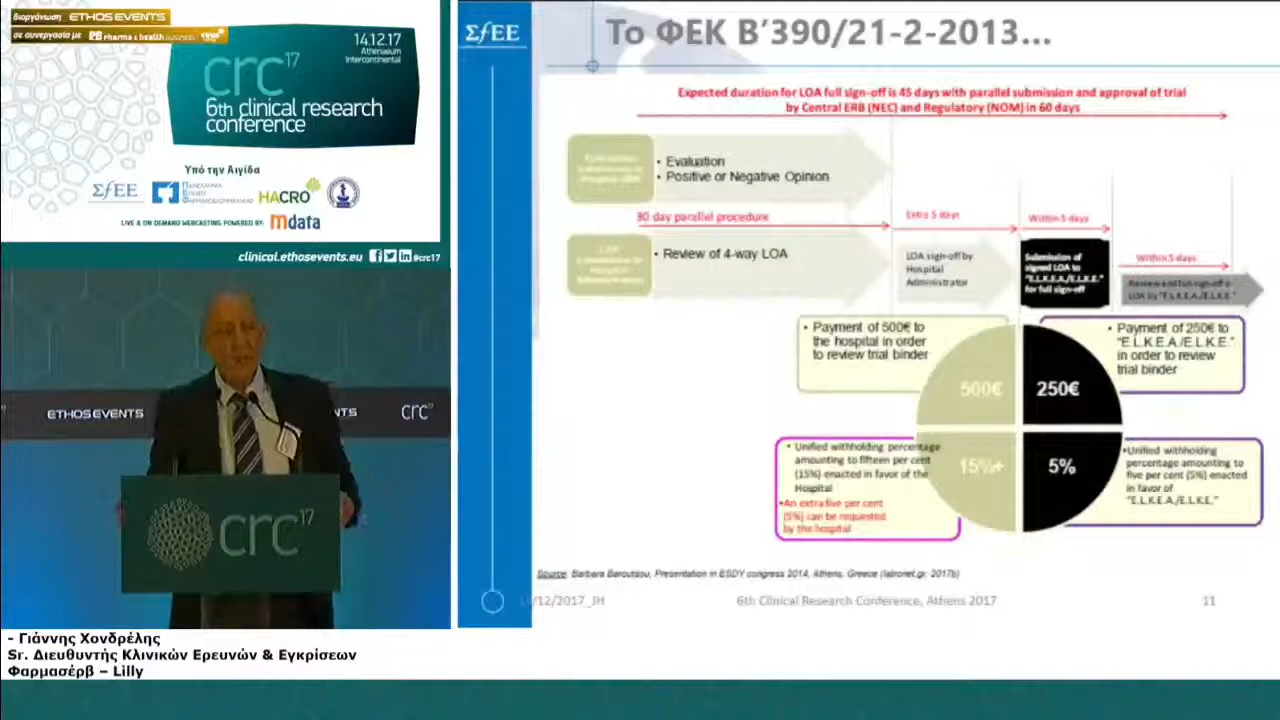 διοργάνωση ETHOS EVENTS
σε συνεργασία με PB Pharma & health business virus
14.12.17
Athenaeum
Intercontinental
crc17
6th clinical research
conference
Υπό την Αιγίδα
ΣfΕΕ
HACRO
LIVE & ON DEMAND WEBCASTING POWERED BY: mdata
clinical.ethosevents.eu #crc17
ETHOS EVENTS
NTS
crc17
crc17
- Γιάννης Χονδρέλης
Sr. Διευθυντής Κλινικών Ερευνών & Εγκρίσεων
Φαρμασέρβ – Lilly
ΣfΕΕ
Το ΦΕΚ Β’390/21-2-2013...
Expected duration for LOA full sign-off is 45 days with parallel submission and approval of trial
by Central ERB (NEC) and Regulatory (NOM) in 60 days
• Evaluation
• Positive or Negative Opinion
30 day parallel procedure
Extra 5 days
Within 5 days
• Review of 4-way LOA
LOA sign-off by
Hospital
Administrator
Submission of
signed LOA to
"E.L.K.E.A./E.L.K.E."
for full sign-off
Within 5 days
Review and full sign-off of
LOA by "E.L.K.E.A./E.L.K.E."
• Payment of 500€ to
the hospital in order
to review trial binder
500€
250€
• Payment of 250€ to
"E.L.K.E.A./E.L.K.E."
in order to review
trial binder
• Unified withholding percentage
amounting to fifteen per cent
(15%) enacted in favor of the
Hospital
• An extra five per cent
(5%) can be requested
by the hospital
15%+
5%
• Unified withholding
percentage amounting to
five per cent (5%) enacted
in favor of
"E.L.K.E.A./E.L.K.E."
Source: Barbara Baroutsou, Presentation in ESDY congress 2014, Athens, Greece (Iatronet.gr, 2017b)
/12/2017_JH
6th Clinical Research Conference, Athens 2017
11